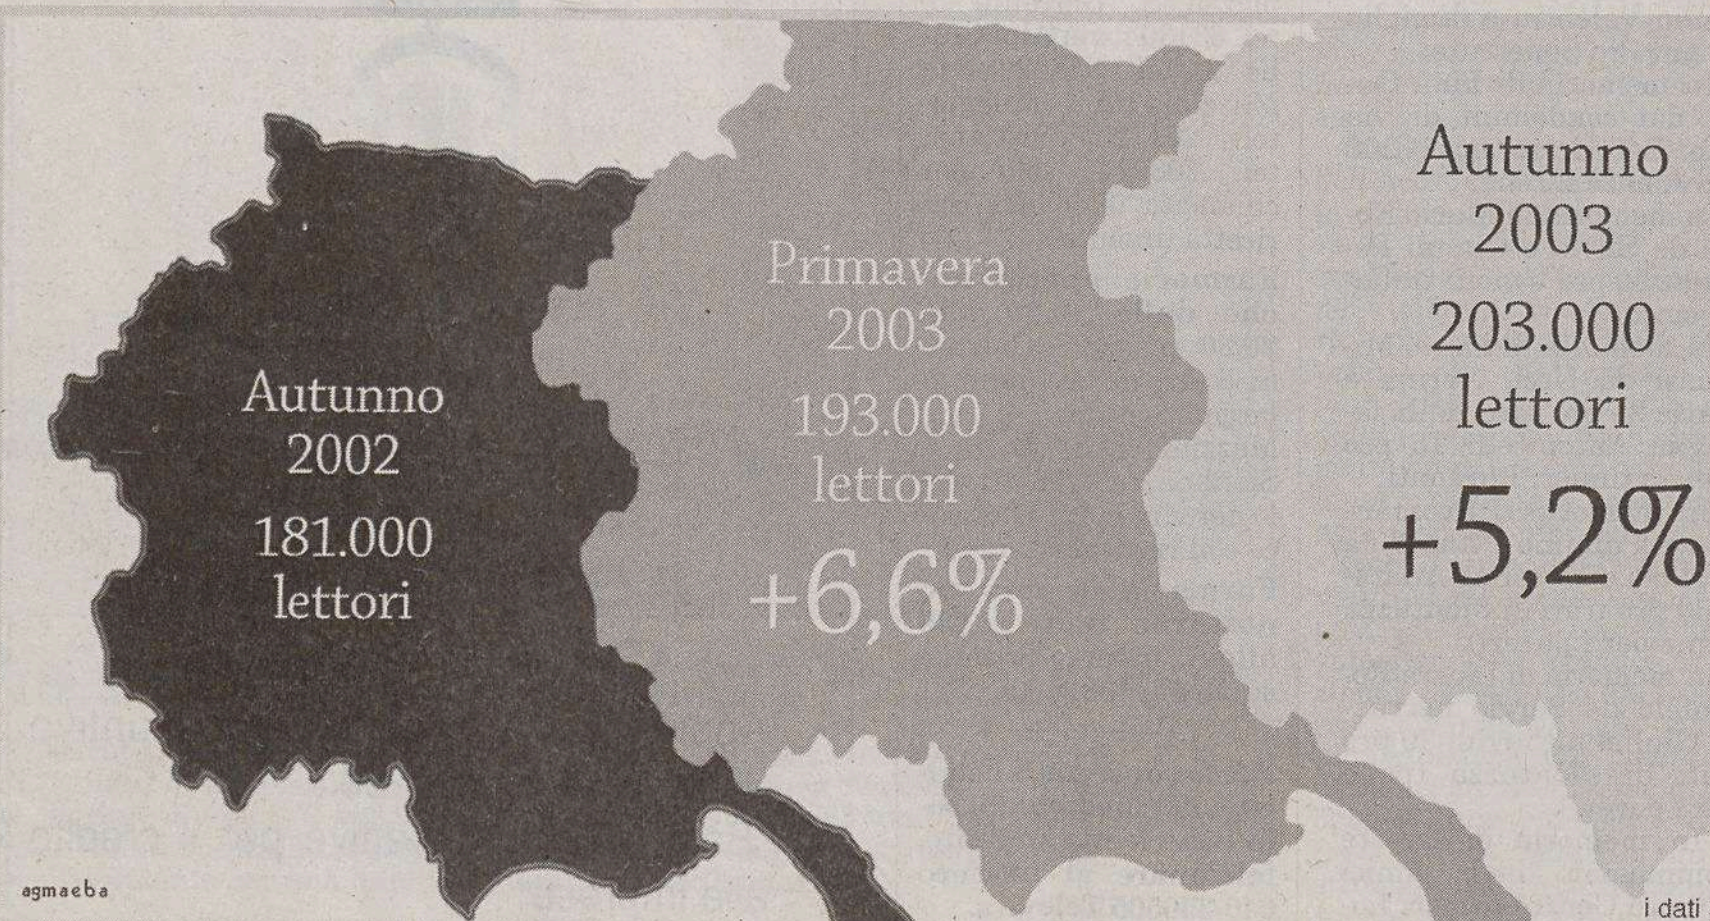 Autunno
2002
181.000
lettori
Primavera
2003
193.000
lettori
+6,6%
Autunno
2003
203.000
lettori
+5,2%
agmaeba
i dati